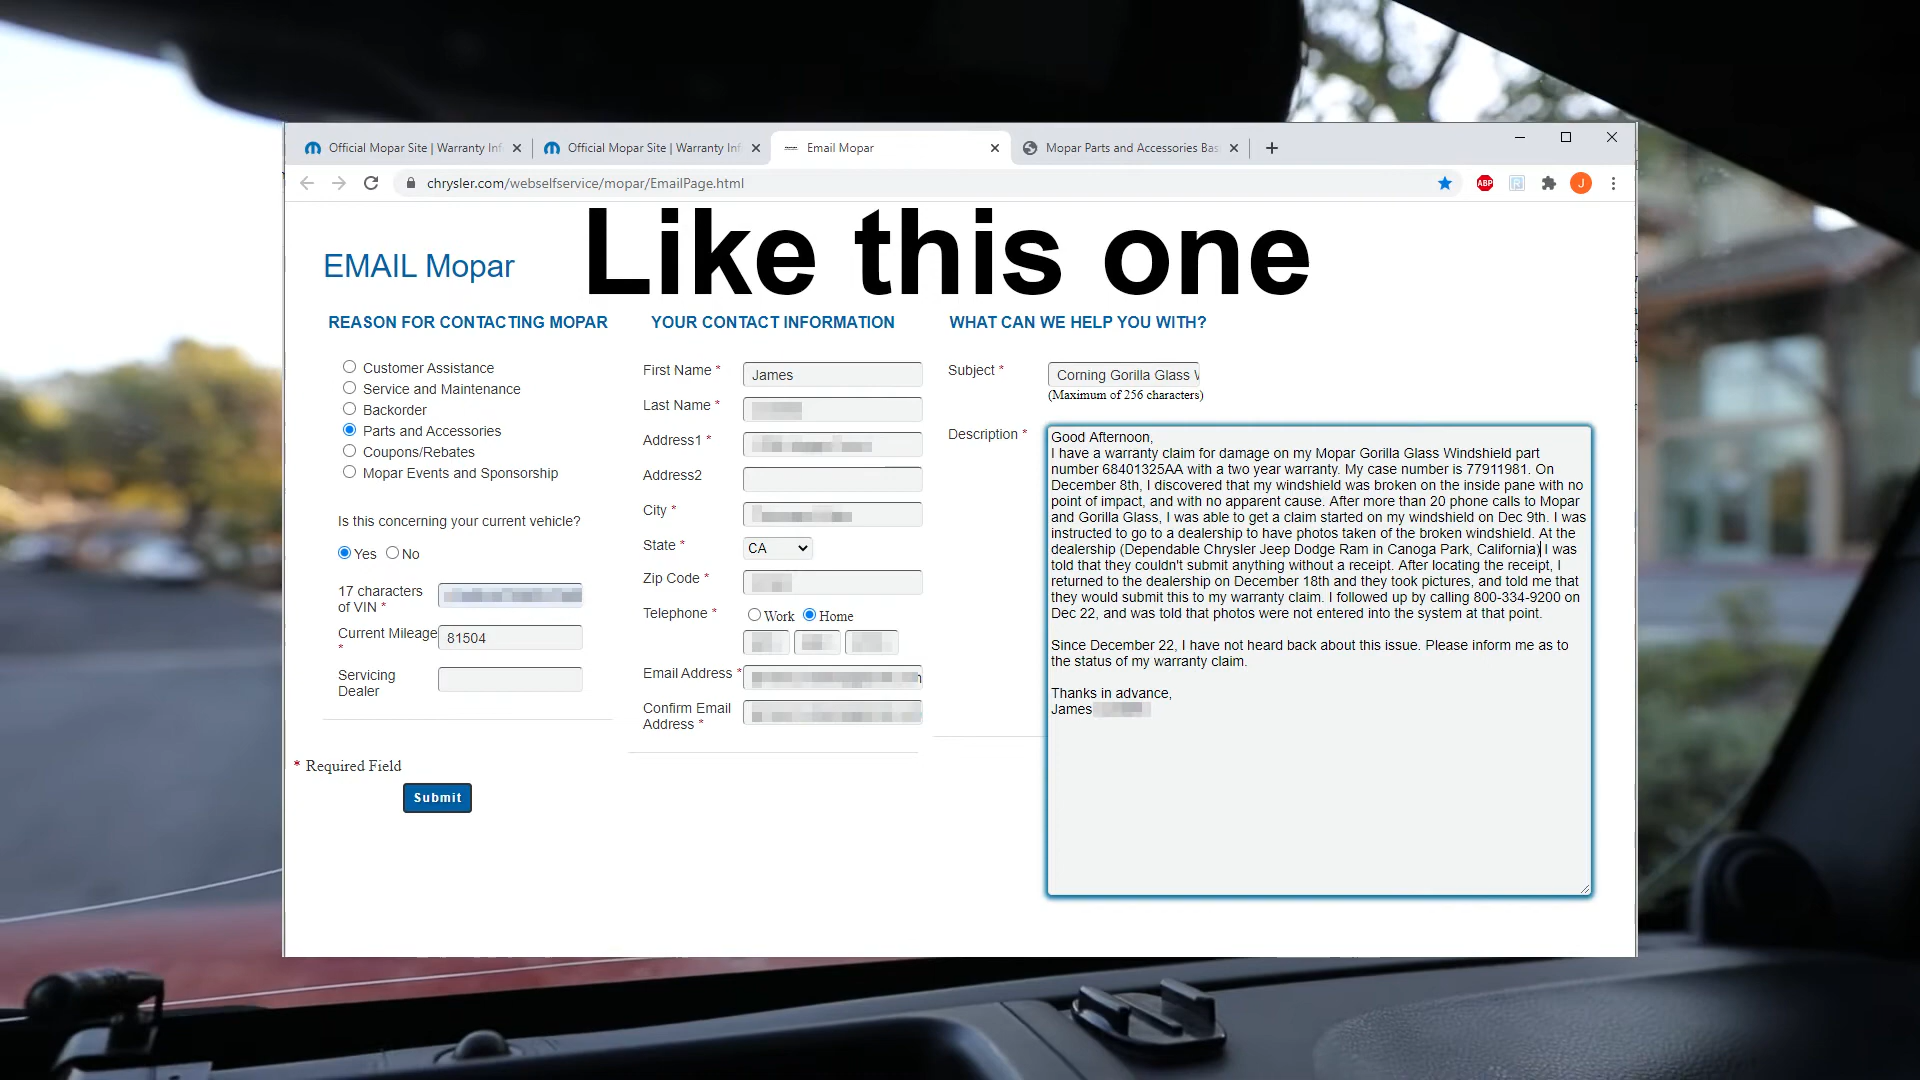 Official Mopar Site | Warranty Inf
Official Mopar Site | Warranty Inf
Email Mopar
Mopar Parts and Accessories Bas
chrysler.com/webselfservice/mopar/EmailPage.html
ABP
J
Like this one
EMAIL Mopar
REASON FOR CONTACTING MOPAR
Customer Assistance
Service and Maintenance
Backorder
Parts and Accessories
Coupons/Rebates
Mopar Events and Sponsorship
Is this concerning your current vehicle?
Yes No
17 characters
of VIN *
Current Mileage 81504
*
Servicing
Dealer
* Required Field
Submit
YOUR CONTACT INFORMATION
First Name * James
Last Name *
Address1 *
Address2
City *
State * CA
Zip Code *
Telephone * Work Home
Email Address *
Confirm Email
Address *
WHAT CAN WE HELP YOU WITH?
Subject * Corning Gorilla Glass
(Maximum of 256 characters)
Description *
Good Afternoon,
I have a warranty claim for damage on my Mopar Gorilla Glass Windshield part
number 68401325AA with a two year warranty. My case number is 77911981. On
December 8th, I discovered that my windshield was broken on the inside pane with no
point of impact, and with no apparent cause. After more than 20 phone calls to Mopar
and Gorilla Glass, I was able to get a claim started on my windshield on Dec 9th. I was
instructed to go to a dealership to have photos taken of the broken windshield. At the
dealership (Dependable Chrysler Jeep Dodge Ram in Canoga Park, California) I was
told that they couldn't submit anything without a receipt. After locating the receipt, I
returned to the dealership on December 18th and they took pictures, and told me that
they would submit this to my warranty claim. I followed up by calling 800-334-9200 on
Dec 22, and was told that photos were not entered into the system at that point.
Since December 22, I have not heard back about this issue. Please inform me as to
the status of my warranty claim.
Thanks in advance,
James